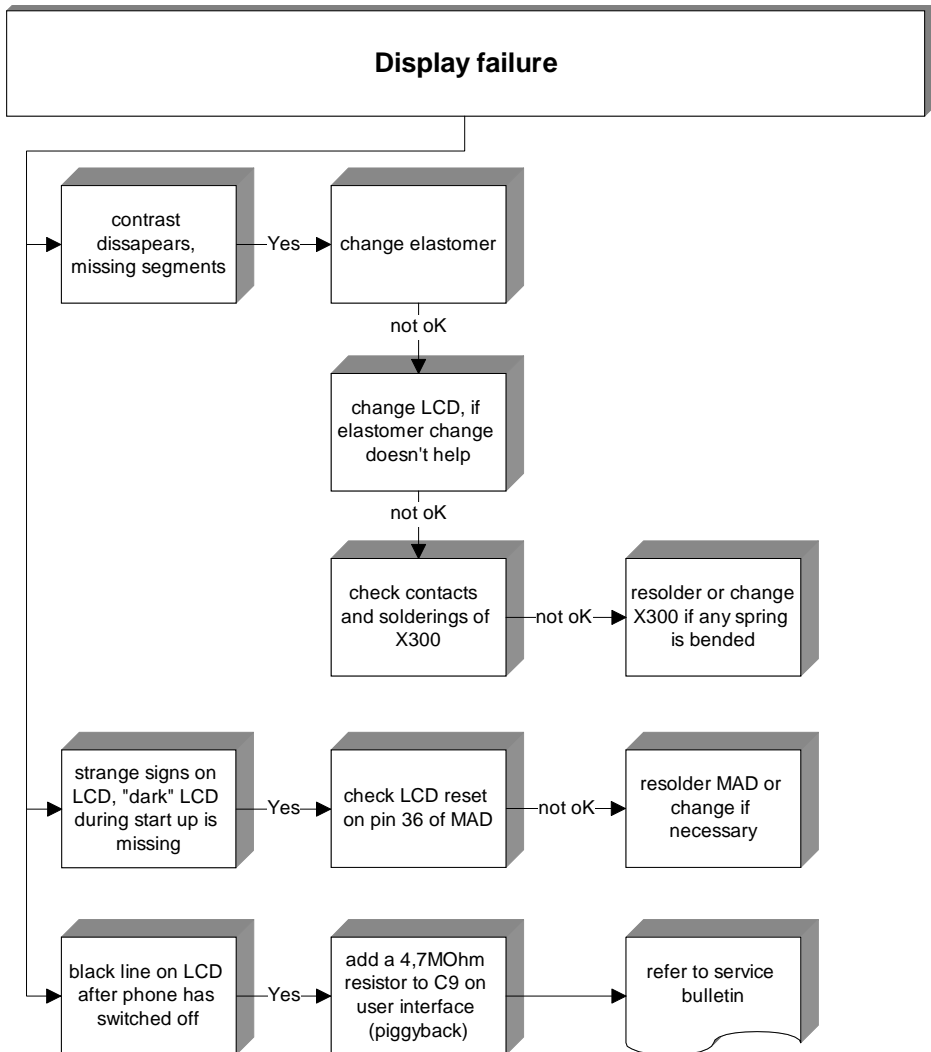 Display failure
contrast
dissapears,
missing segments
Yes
change elastomer
not oK
change LCD, if
elastomer change
doesn't help
not oK
check contacts
and solderings of
X300
not oK
resolder or change
X300 if any spring
is bended
strange signs on
LCD, "dark" LCD
during start up is
missing
Yes
check LCD reset
on pin 36 of MAD
not oK
resolder MAD or
change if
necessary
black line on LCD
after phone has
switched off
Yes
add a 4,7MOhm
resistor to C9 on
user interface
(piggyback)
refer to service
bulletin